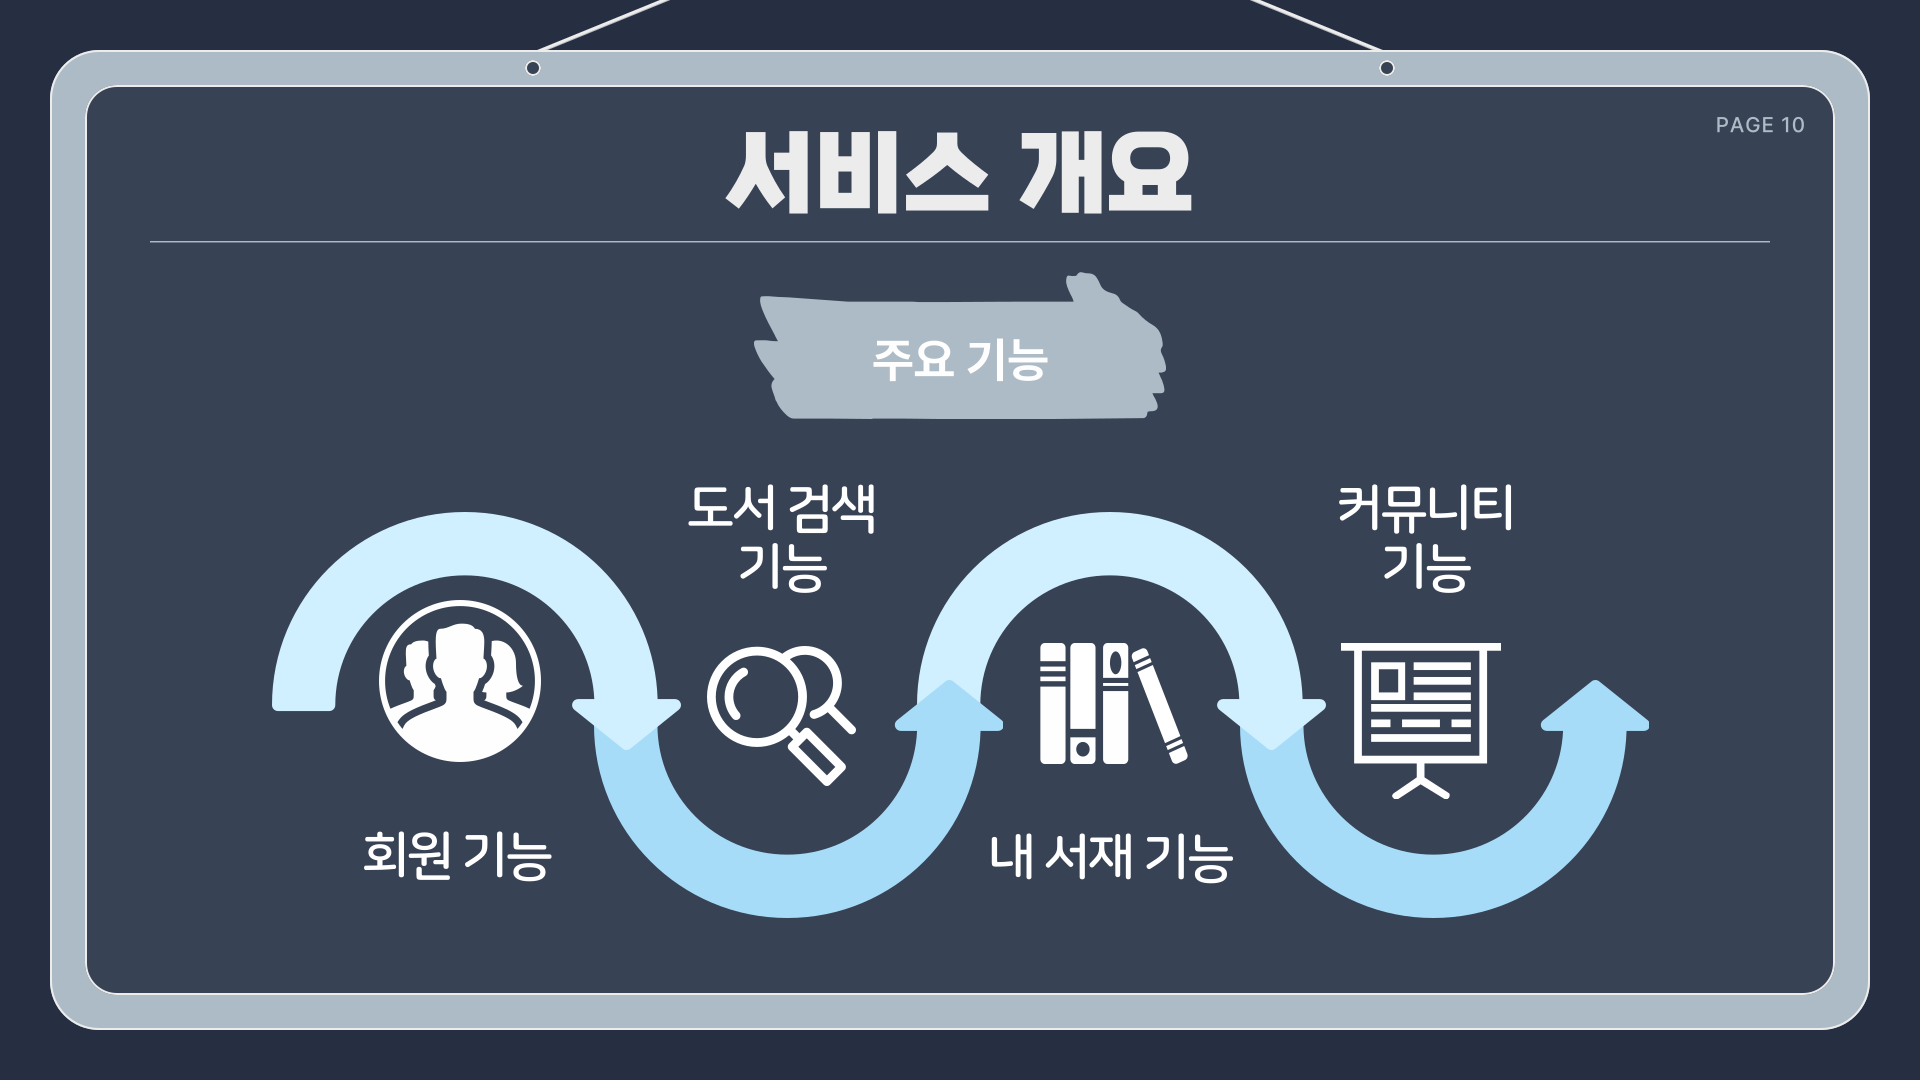 PAGE 10
서비스 개요
주요 기능
회원 기능
도서 검색
기능
내 서재 기능
커뮤니티
기능